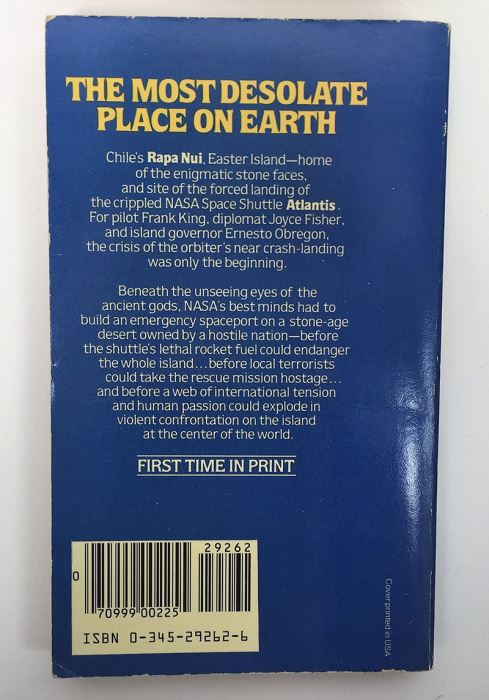 THE MOST DESOLATE
PLACE ON EARTH
Chile's Rapa Nui, Easter Island—home
of the enigmatic stone faces,
and site of the forced landing of
the crippled NASA Space Shuttle Atlantis.
For pilot Frank King, diplomat Joyce Fisher,
and island governor Ernesto Obregon,
the crisis of the orbiter's near crash-landing
was only the beginning.
Beneath the unseeing eyes of the
ancient gods, NASA's best minds had to
build an emergency spaceport on a stone-age
desert owned by a hostile nation—before
the shuttle's lethal rocket fuel could endanger
the whole island...before local terrorists
could take the rescue mission hostage...
and before a web of international tension
and human passion could explode in
violent confrontation on the island
at the center of the world.
FIRST TIME IN PRINT
29262
0
70999 00225
ISBN 0-345-29262-6
Cover printed in USA